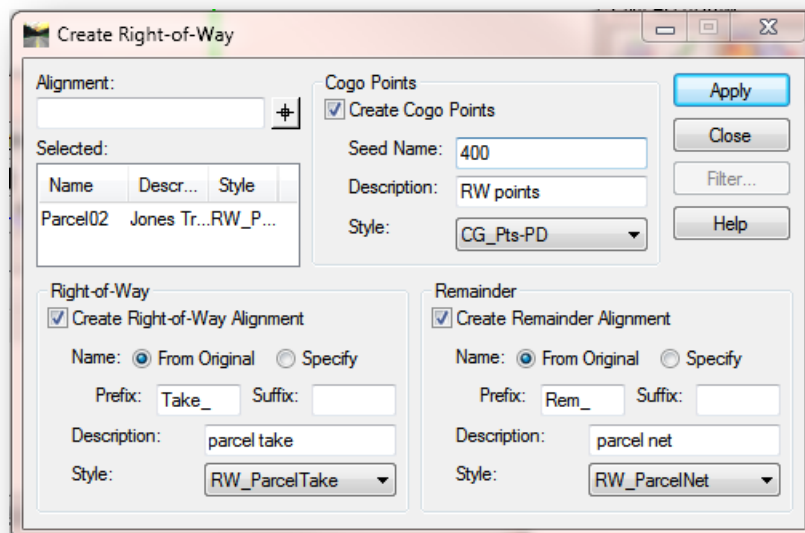 Create Right-of-Way
Alignment:
Selected:
Name Descr... Style
Parcel02 Jones Tr...RW_P...
Cogo Points
Create Cogo Points
Seed Name: 400
Description: RW points
Style: CG_Pts-PD
Apply
Close
Filter...
Help
Right-of-Way
Create Right-of-Way Alignment
Name: From Original Specify
Prefix: Take_ Suffix:
Description: parcel take
Style: RW_ParcelTake
Remainder
Create Remainder Alignment
Name: From Original Specify
Prefix: Rem_ Suffix:
Description: parcel net
Style: RW_ParcelNet